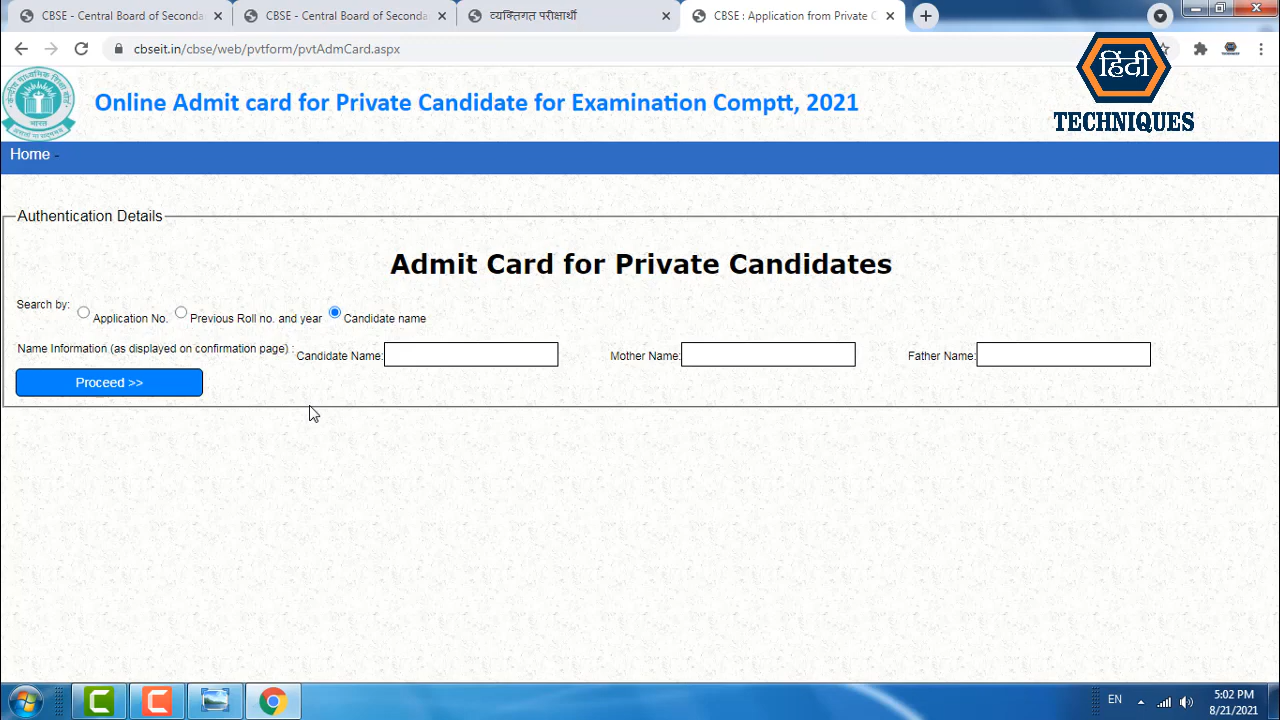 CBSE - Central Board of Seconda
CBSE - Central Board of Seconda
व्यक्तिगत परीक्षार्थी
CBSE : Application from Private C
cbseit.in/cbse/web/pvtform/pvtAdmCard.aspx
हिंदी
TECHNIQUES
Online Admit card for Private Candidate for Examination Comptt, 2021
Home -
Authentication Details
Admit Card for Private Candidates
Search by: Application No. Previous Roll no. and year Candidate name
Name Information (as displayed on confirmation page) : Candidate Name: Mother Name: Father Name:
Proceed >>
EN
5:02 PM
8/21/2021